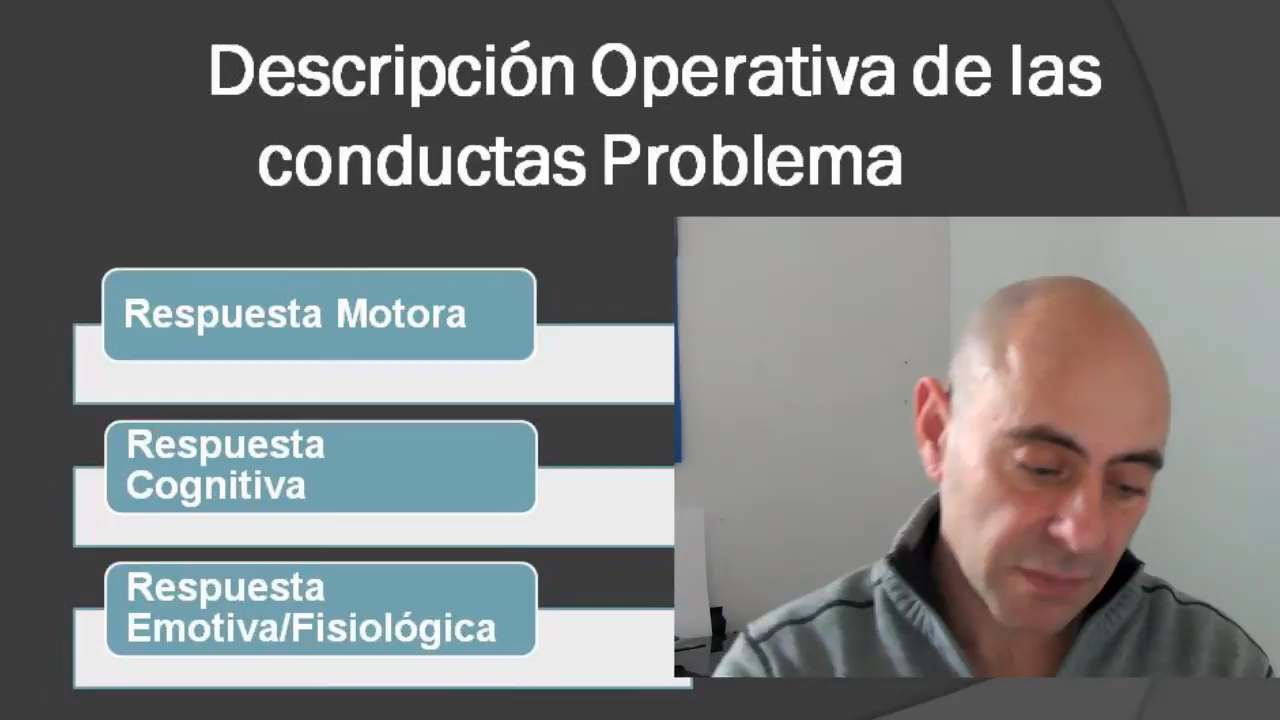 Descripción Operativa de las
conductas Problema
Respuesta Motora
Respuesta
Cognitiva
Respuesta
Emotiva/Fisiológica